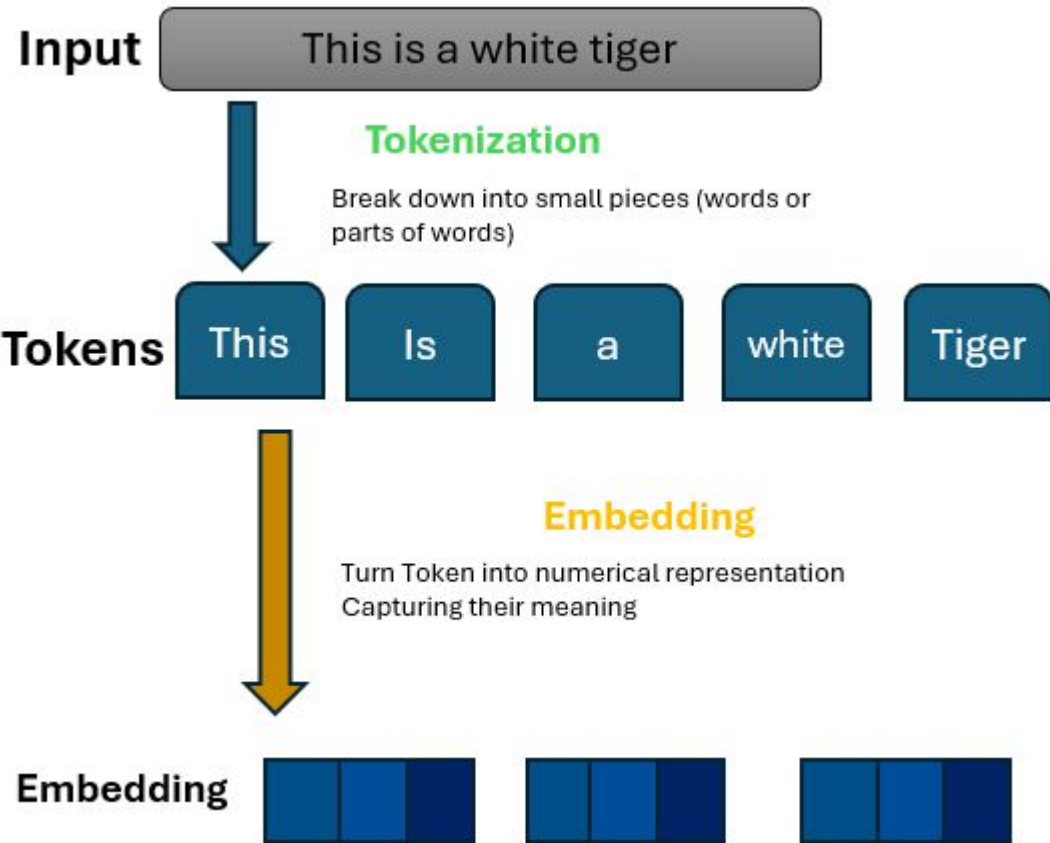 Input
This is a white tiger
Tokenization
Break down into small pieces (words or
parts of words)
Tokens
This
Is
a
white
Tiger
Embedding
Turn Token into numerical representation
Capturing their meaning
Embedding